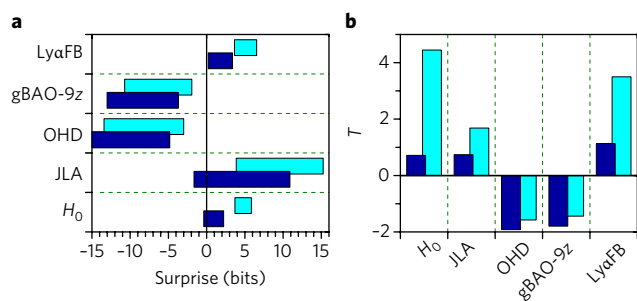 a
LyαFB
gBAO-9z
OHD
JLA
H0
−15 −10 −5 0 5 10 15
Surprise (bits)
b
T
4
2
0
−2
H0
JLA
OHD
gBAO-9z
LyαFB